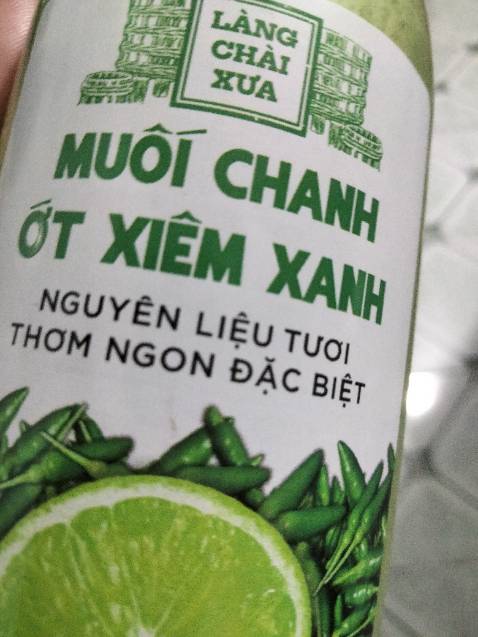 LÀNG
CHÀI
XƯA
MUỐI CHANH
ỚT XIÊM XANH
NGUYÊN LIỆU TƯƠI
THƠM NGON ĐẶC BIỆT